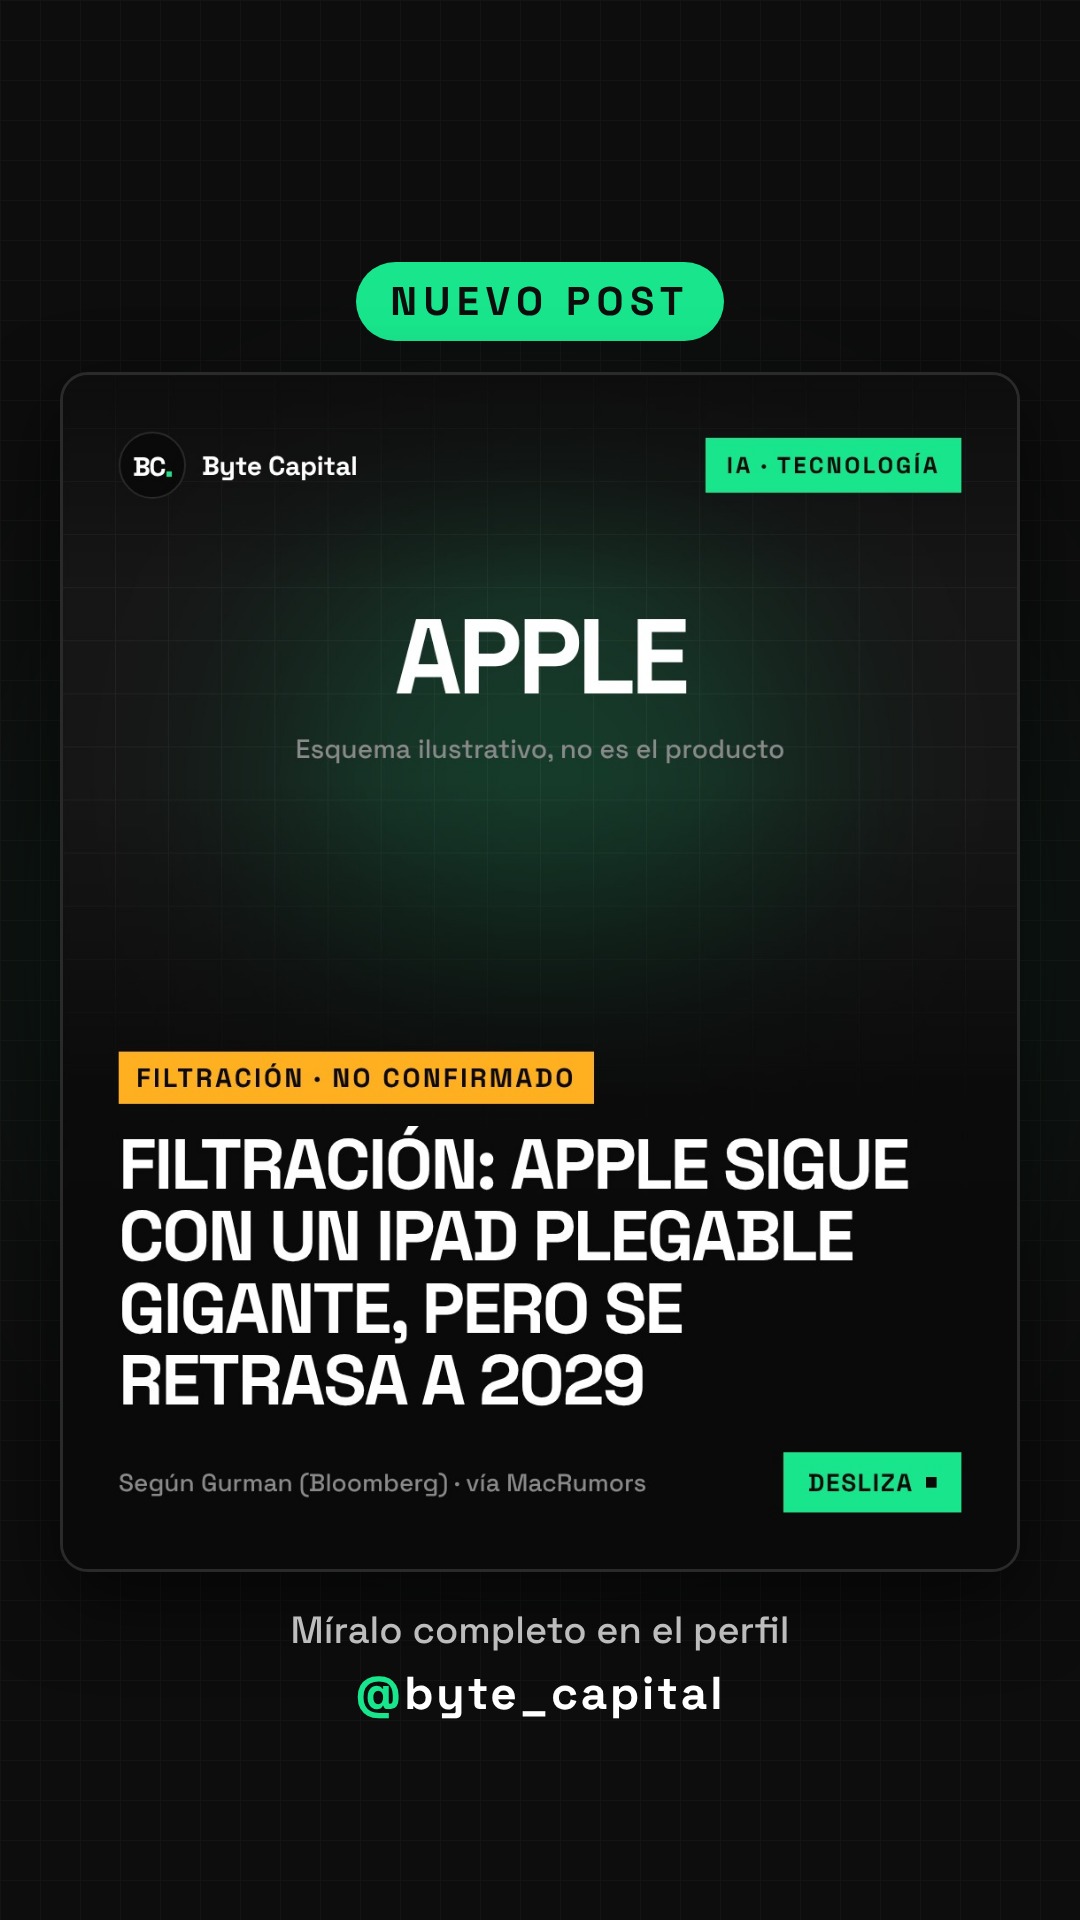 NUEVO POST
BC.
Byte Capital
IA · TECNOLOGÍA
APPLE
Esquema ilustrativo, no es el producto
FILTRACIÓN · NO CONFIRMADO
FILTRACIÓN: APPLE SIGUE
CON UN IPAD PLEGABLE
GIGANTE, PERO SE
RETRASA A 2029
Según Gurman (Bloomberg) · vía MacRumors
DESLIZA
Míralo completo en el perfil
@byte_capital